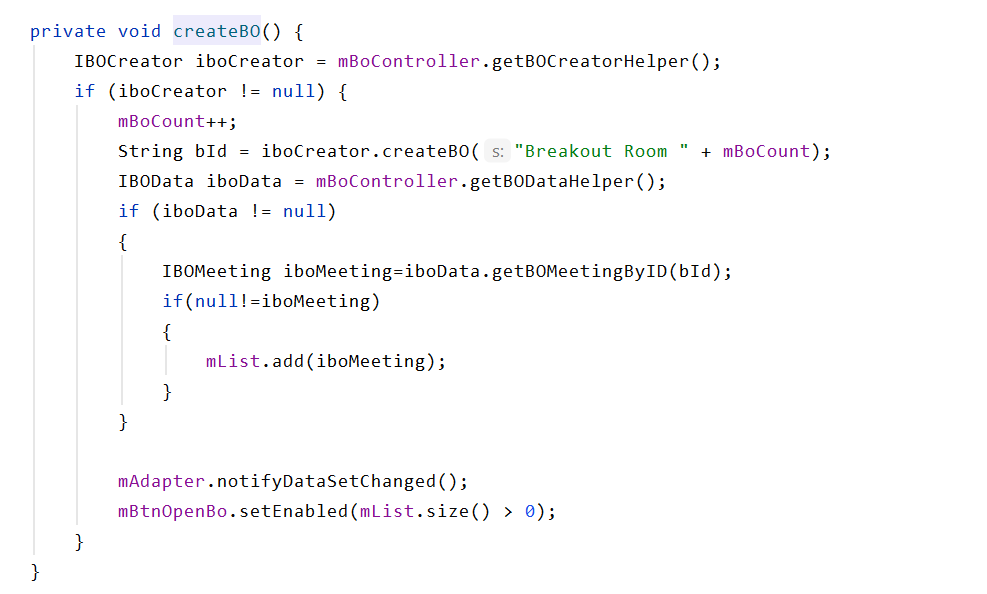 private void createBO() {
    IBOCreator iboCreator = mBoController.getBOCreatorHelper();
    if (iboCreator != null) {
        mBoCount++;
        String bId = iboCreator.createBO( s: "Breakout Room " + mBoCount);
        IBOData iboData = mBoController.getBODataHelper();
        if (iboData != null)
        {
            IBOMeeting iboMeeting=iboData.getBOMeetingByID(bId);
            if(null!=iboMeeting)
            {
                mList.add(iboMeeting);
            }
        }
        mAdapter.notifyDataSetChanged();
        mBtnOpenBo.setEnabled(mList.size() > 0);
    }
}